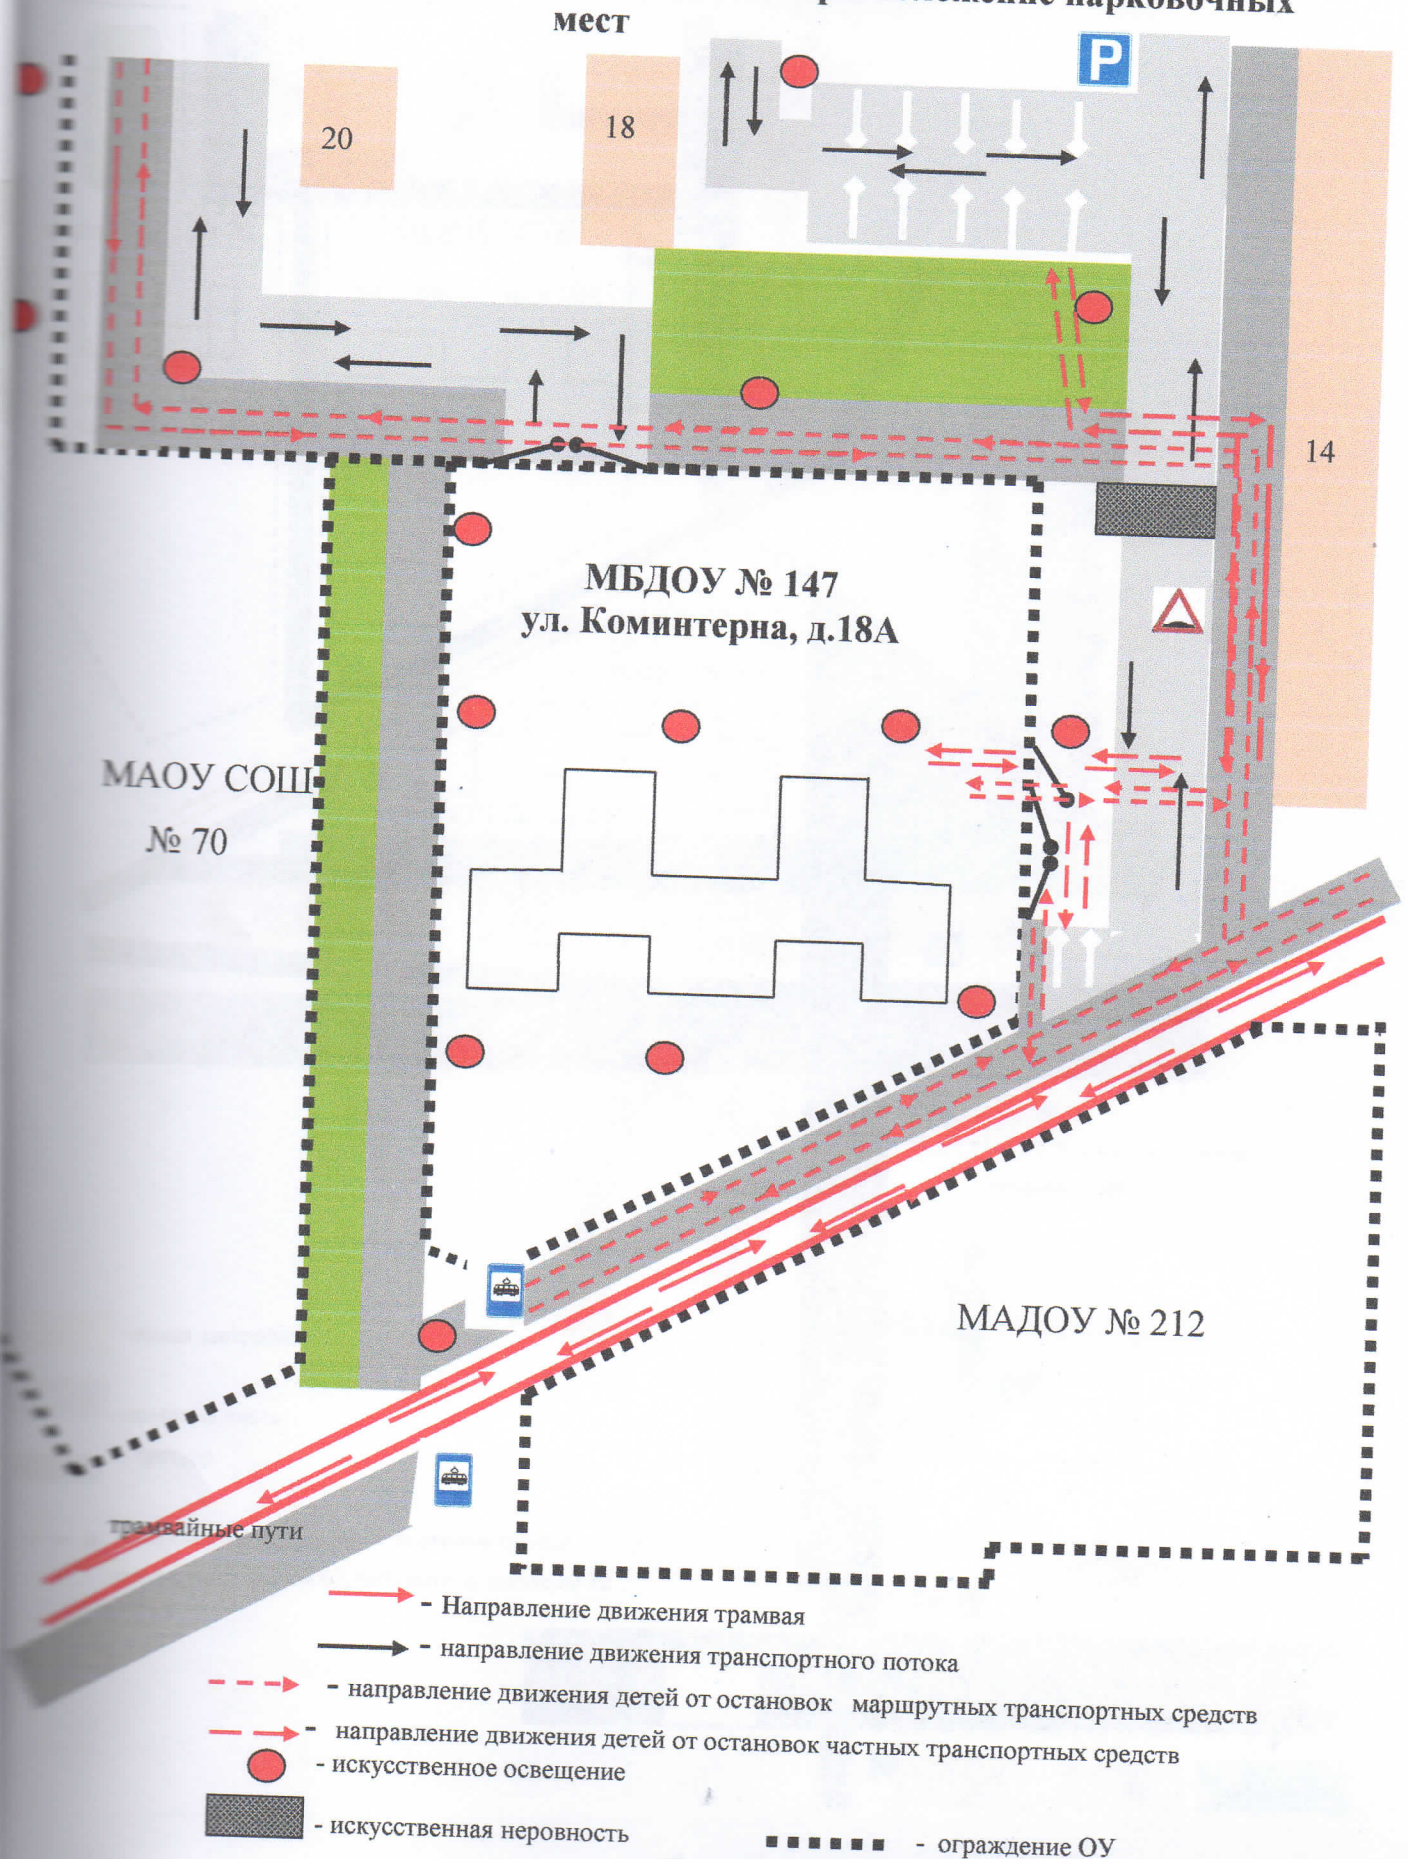 парковочных
мест
P
20
18
14
МБДОУ № 147
ул. Коминтерна, д.18А
МАОУ СОШ
№ 70
МАДОУ № 212
трамвайные пути
- Направление движения трамвая
- направление движения транспортного потока
- направление движения детей от остановок маршрутных транспортных средств
- направление движения детей от остановок частных транспортных средств
- искусственное освещение
- искусственная неровность
- ограждение ОУ